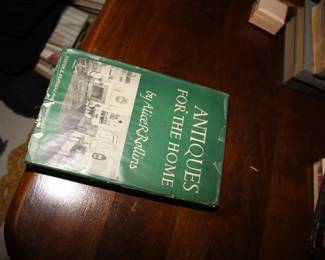 ANTIQUES
FOR THE HOME
by Alice R. Rollins